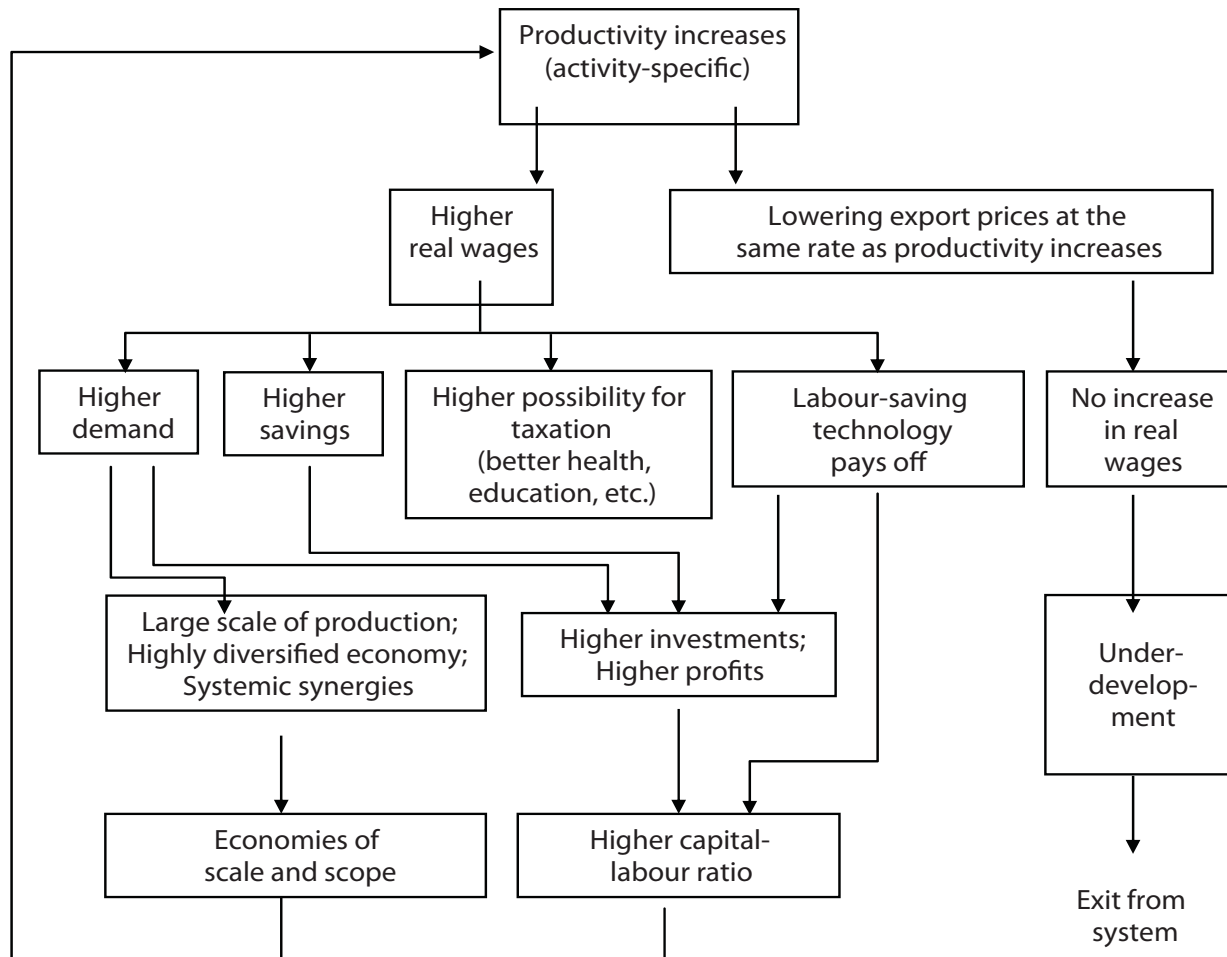 Productivity increases
(activity-specific)
Higher
real wages
Lowering export prices at the
same rate as productivity increases
Higher
demand
Higher
savings
Higher possibility for
taxation
(better health,
education, etc.)
Labour-saving
technology
pays off
No increase
in real
wages
Large scale of production;
Highly diversified economy;
Systemic synergies
Higher investments;
Higher profits
Under-
develop-
ment
Economies of
scale and scope
Higher capital-
labour ratio
Exit from
system